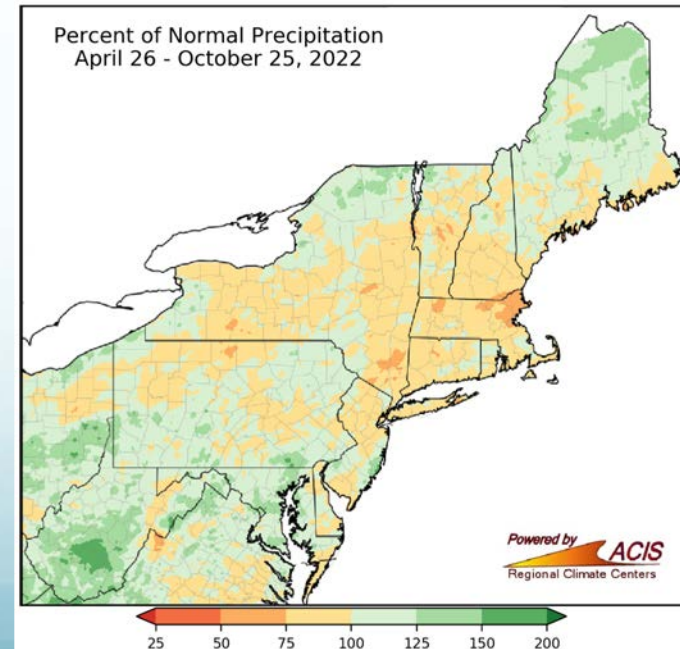 Percent of Normal Precipitation
April 26 - October 25, 2022
Powered by
ACIS
Regional Climate Centers
25 50 75 100 125 150 200